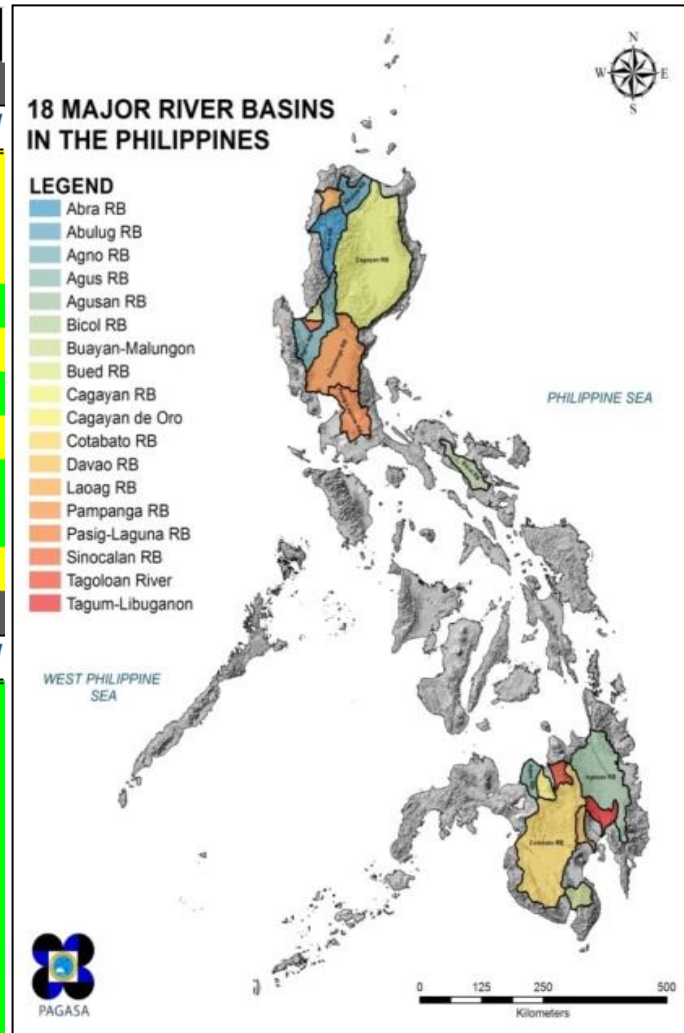 18 MAJOR RIVER BASINS
IN THE PHILIPPINES
N
W E
S
LEGEND
Abra RB
Abulug RB
Agno RB
Agus RB
Agusan RB
Bicol RB
Buayan-Malungon
Bued RB
Cagayan RB
Cagayan de Oro
Cotabato RB
Davao RB
Laoag RB
Pampanga RB
Pasig-Laguna RB
Sinocalan RB
Tagoloan River
Tagum-Libuganon
Cagayan RB
PHILIPPINE SEA
WEST PHILIPPINE
SEA
Agusan RB
Cotabato RB
PAGASA
0 125 250 500
Kilometers